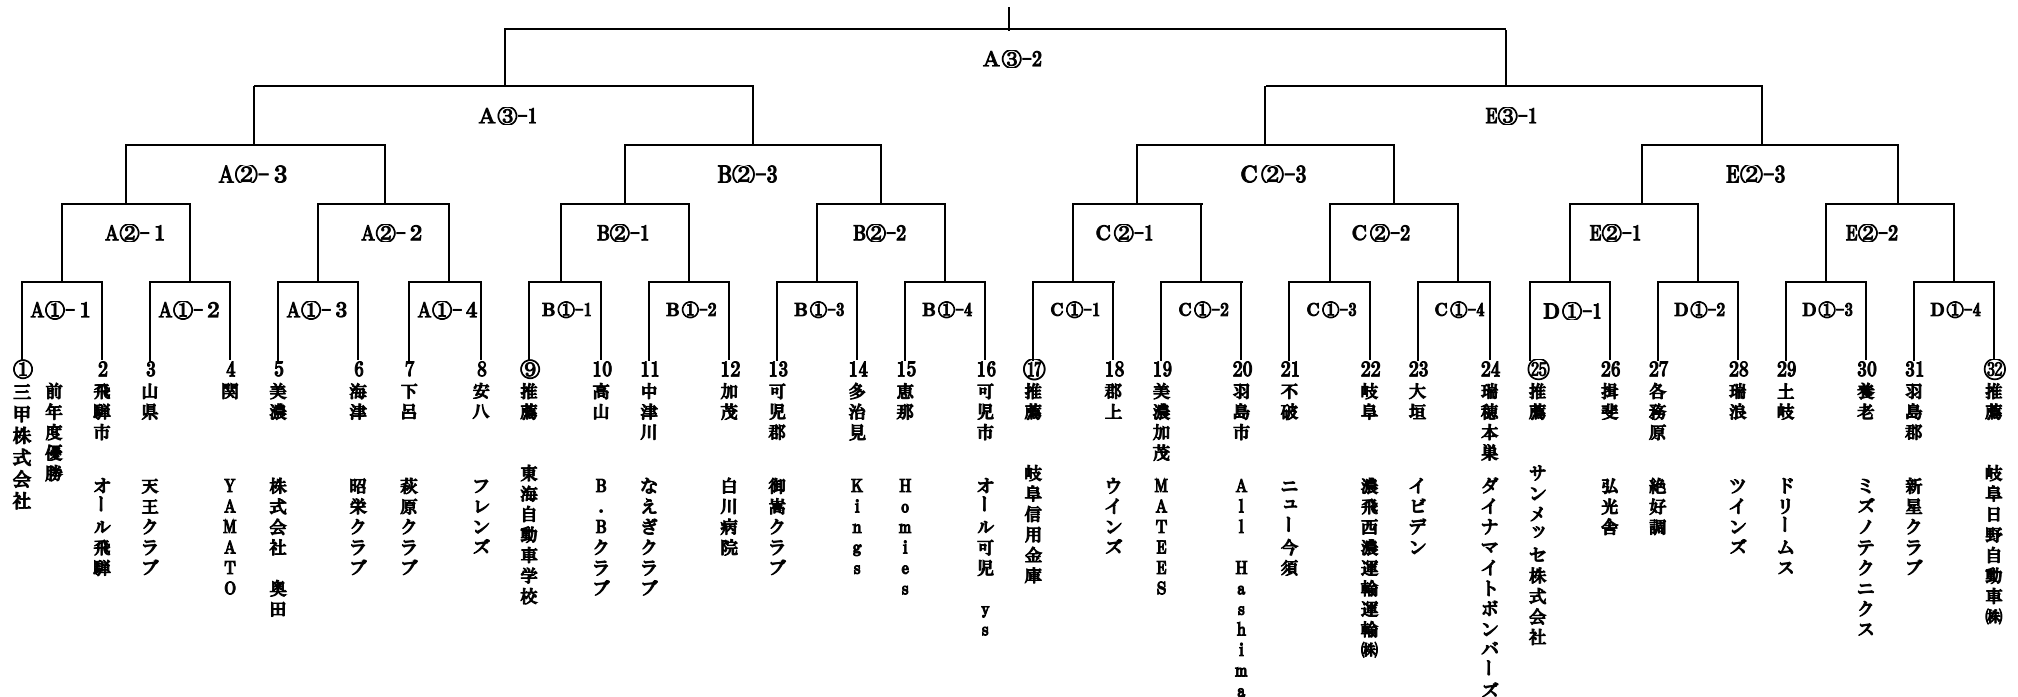 A③-2
A③-1
E③-1
A②-3
B②-3
C②-3
E②-3
A②-1
A②-2
B②-1
B②-2
C②-1
C②-2
E②-1
E②-2
A①-1
A①-2
A①-3
A①-4
B①-1
B①-2
B①-3
B①-4
C①-1
C①-2
C①-3
C①-4
D①-1
D①-2
D①-3
D①-4
①三甲株式会社
前年度優勝
2 飛騨市 オール飛騨
3 山県 天王クラブ
4 関 YAMATO
5 美濃 株式会社 奥田
6 海津 昭栄クラブ
7 下呂 萩原クラブ
8 安八 フレンズ
⑨ 推薦 東海自動車学校
10 高山 B.Bクラブ
11 中津川 なえぎクラブ
12 加茂 白川病院
13 可児郡 御嵩クラブ
14 多治見 Kings
15 恵那 Homies
16 可児市 オール可児 ys
⑰ 推薦 岐阜信用金庫
18 郡上 ウインズ
19 美濃加茂 MATEES
20 羽島市 All Hashima
21 不破 ニュー今須
22 岐阜 濃飛西濃運輸運輸㈱
23 大垣 イビデン
24 瑞穂本巣 ダイナマイトボンバーズ
㉕ 推薦 サンメッセ株式会社
26 揖斐 弘光舎
27 各務原 絶好調
28 瑞浪 ツインズ
29 土岐 ドリームス
30 養老 ミズノテクニクス
31 羽島郡 新星クラブ
㉜ 推薦 岐阜日野自動車㈱